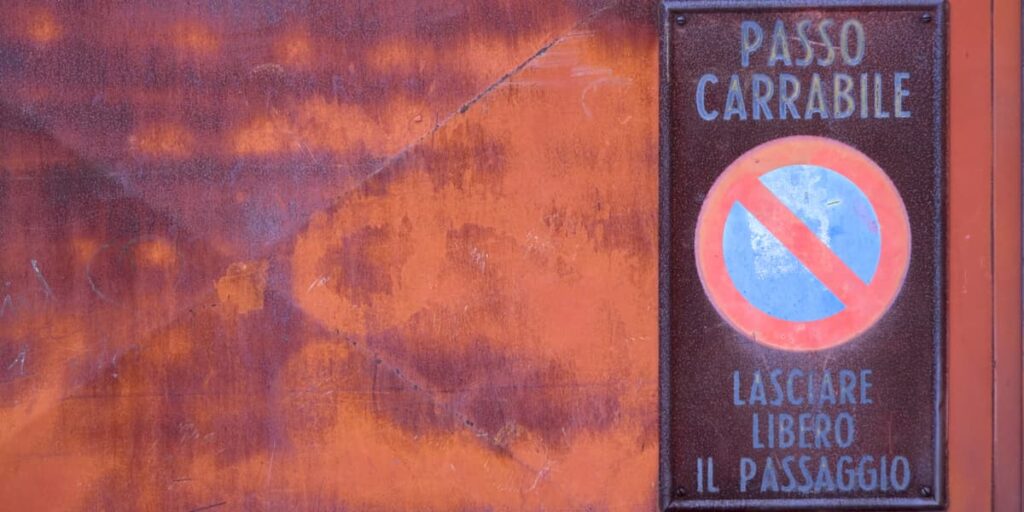 PASSO
CARRABILE
LASCIARE
LIBERO
IL PASSAGGIO